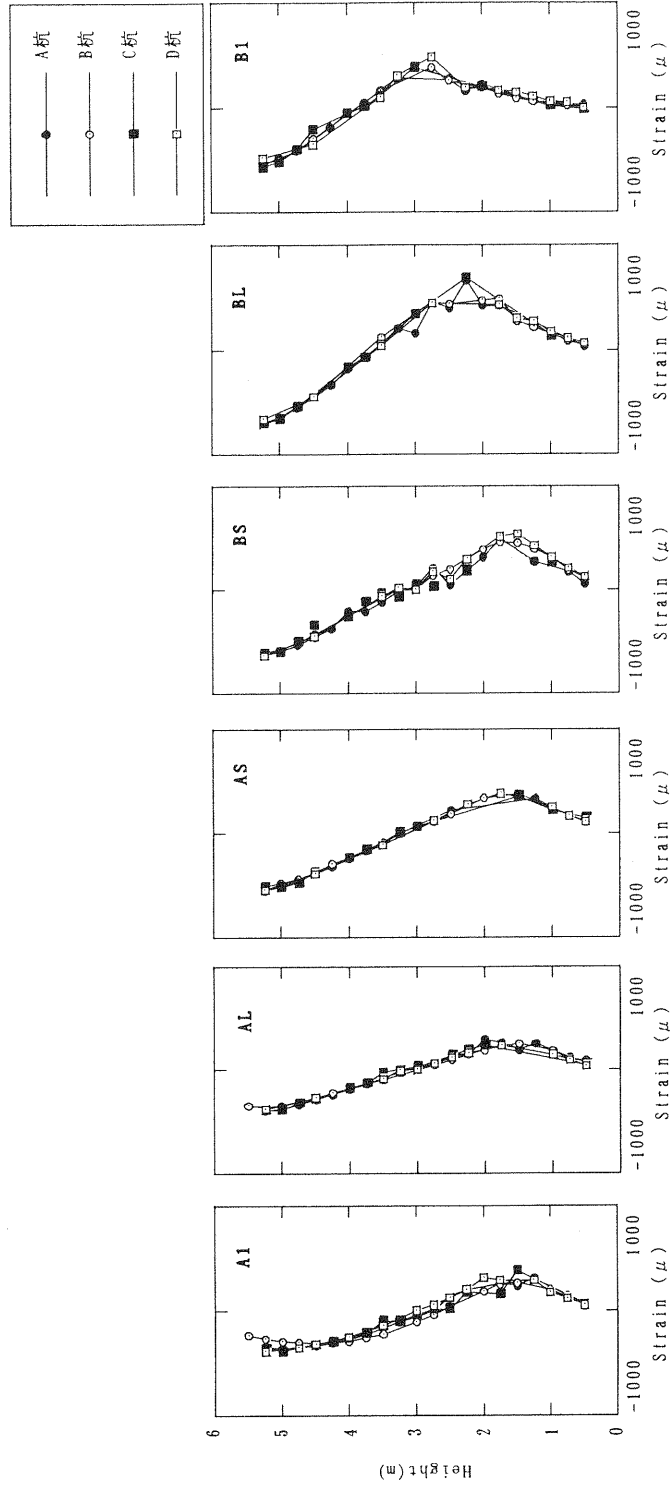 A杭
B杭
C杭
D杭
A1
AL
AS
BS
BL
B1
Height(m)
6
5
4
3
2
1
0
-1000
1000
Strain (μ)
-1000
1000
Strain (μ)
-1000
1000
Strain (μ)
-1000
1000
Strain (μ)
-1000
1000
Strain (μ)
-1000
1000
Strain (μ)